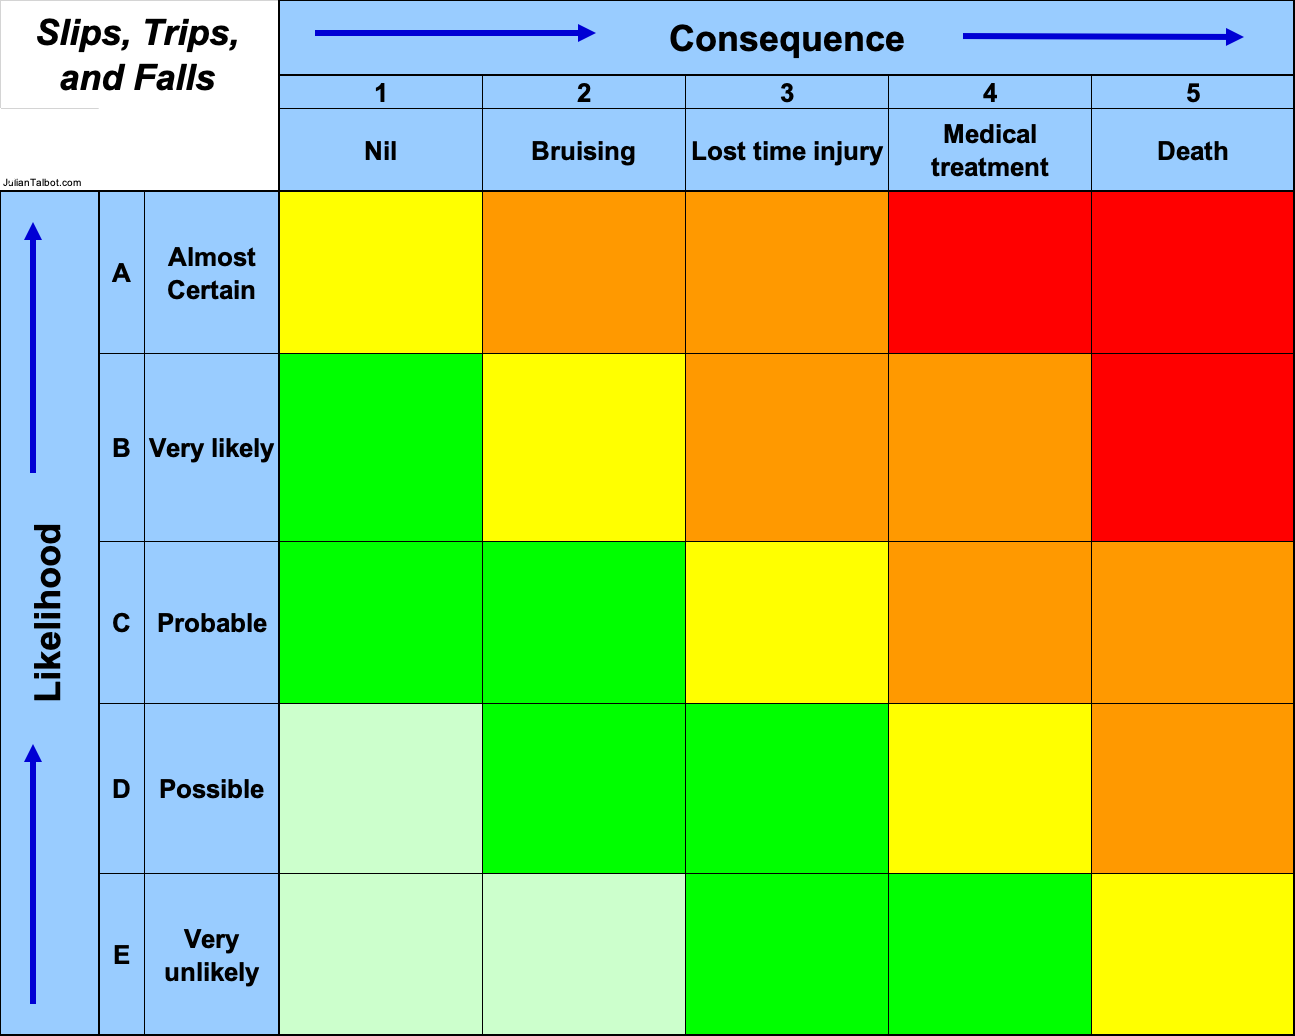 Slips, Trips,
and Falls
JulianTalbot.com
Consequence
1
2
3
4
5
Nil
Bruising
Lost time injury
Medical
treatment
Death
Likelihood
A
Almost
Certain
B
Very likely
C
Probable
D
Possible
E
Very
unlikely